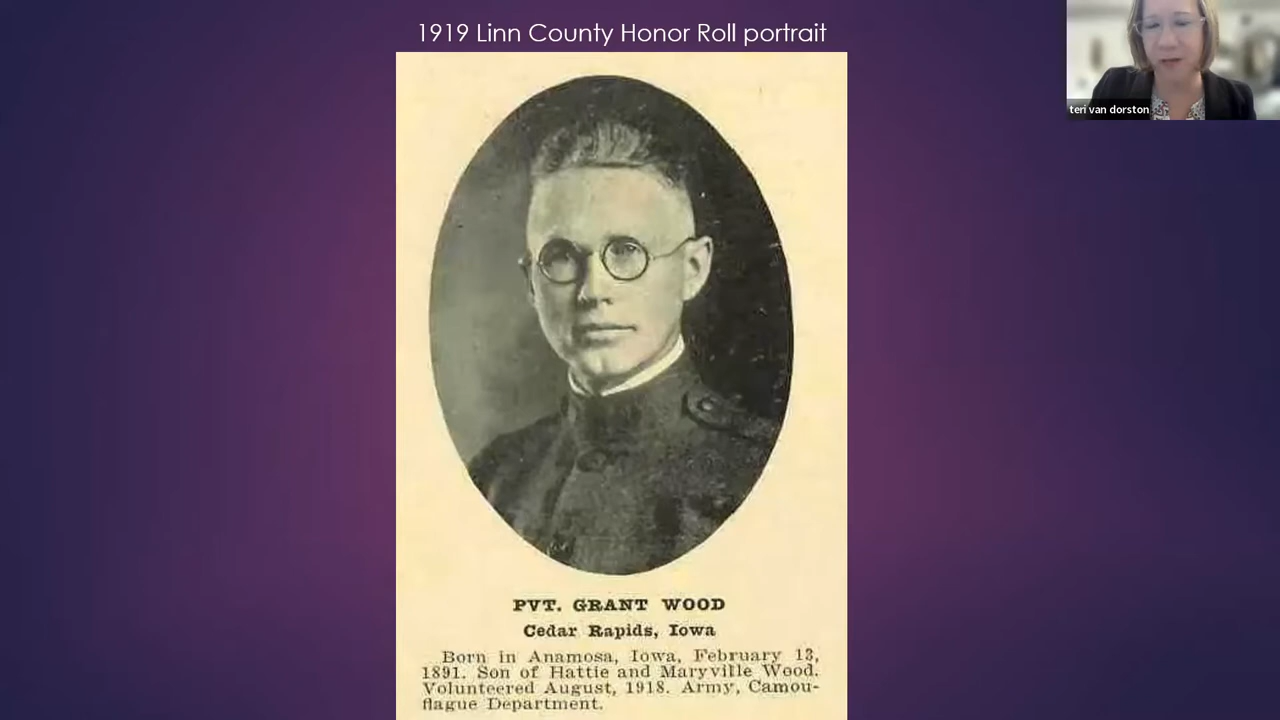 1919 Linn County Honor Roll portrait
teri van dorston
PVT. GRANT WOOD
Cedar Rapids, Iowa
Born in Anamosa, Iowa, February 13,
1891. Son of Hattie and Maryville Wood.
Volunteered August, 1918. Army, Camou-
flague Department.